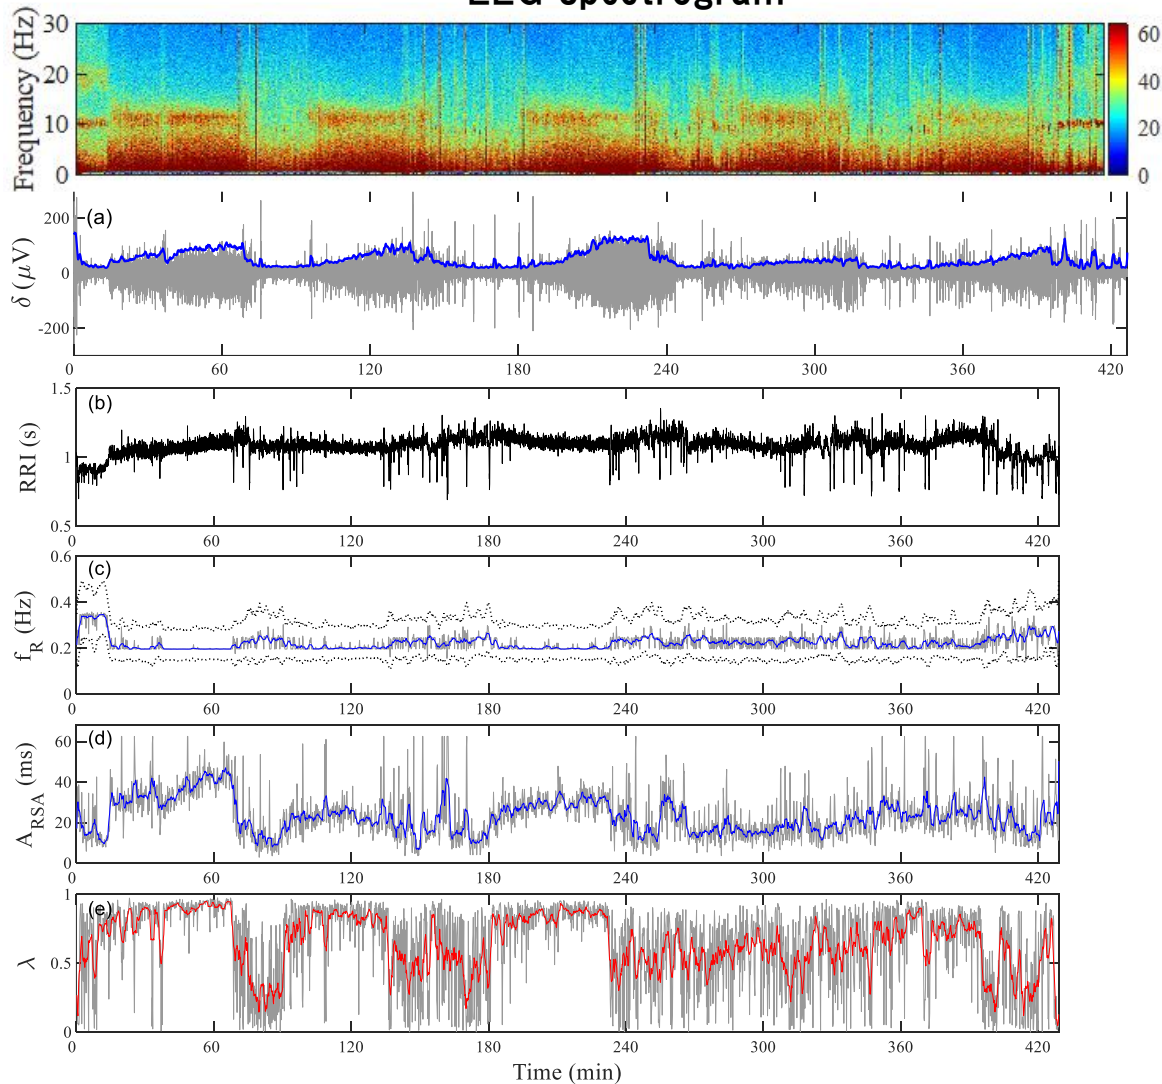 EEG spectrogram
Frequency (Hz)
30
20
10
0
60
40
20
0
(a)
δ (μV)
200
0
-200
0 60 120 180 240 300 360 420
(b)
RRI (s)
1.5
1
0.5
0 60 120 180 240 300 360 420
(c)
f_R (Hz)
0.6
0.4
0.2
0
0 60 120 180 240 300 360 420
(d)
A_RSA (ms)
60
40
20
0
0 60 120 180 240 300 360 420
(e)
λ
1
0.5
0
0 60 120 180 240 300 360 420
Time (min)